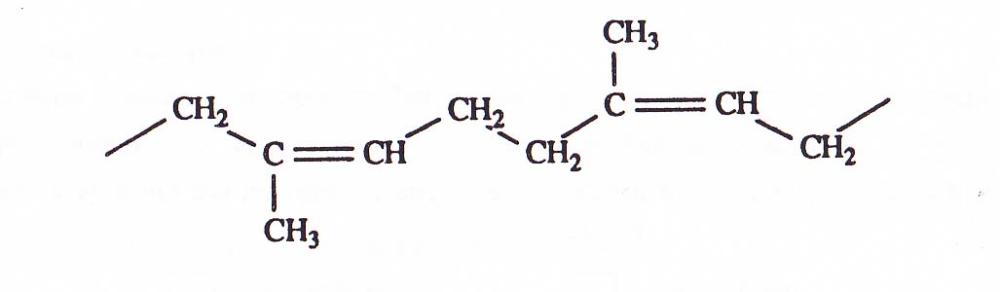 CH₃
CH₂ CH₂ C CH
C CH CH₂ CH₂
CH₃